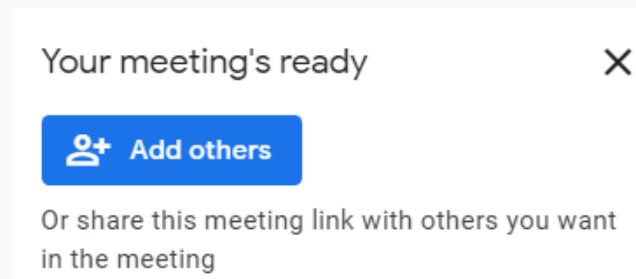 Your meeting's ready
Add others
Or share this meeting link with others you want
in the meeting